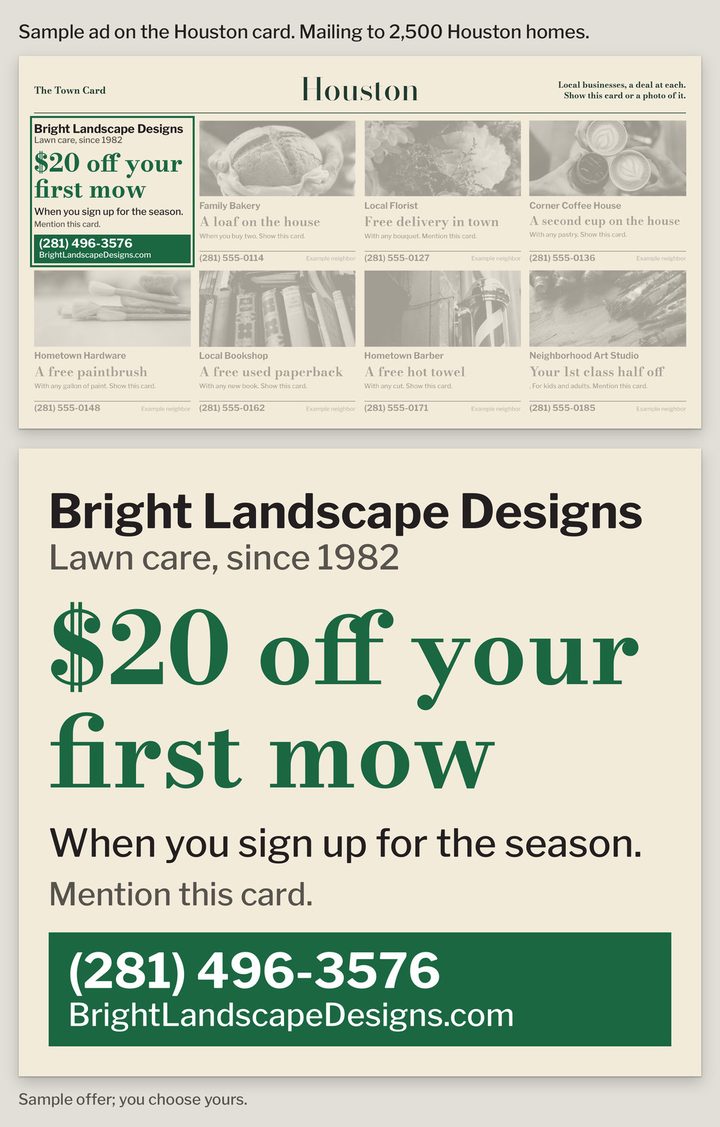 Sample ad on the Houston card. Mailing to 2,500 Houston homes.
The Town Card
Houston
Local businesses, a deal at each.
Show this card or a photo of it.
Bright Landscape Designs
Lawn care, since 1982
$20 off your
first mow
When you sign up for the season.
Mention this card.
(281) 496-3576
BrightLandscapeDesigns.com
Family Bakery
A loaf on the house
When you buy two. Show this card.
(281) 555-0114
Example neighbor
Local Florist
Free delivery in town
With any bouquet. Mention this card.
(281) 555-0127
Example neighbor
Corner Coffee House
A second cup on the house
With any pastry. Show this card.
(281) 555-0136
Example neighbor
Hometown Hardware
A free paintbrush
With any gallon of paint. Show this card.
(281) 555-0148
Example neighbor
Local Bookshop
A free used paperback
With any new book. Show this card.
(281) 555-0162
Example neighbor
Hometown Barber
A free hot towel
With any cut. Show this card.
(281) 555-0171
Example neighbor
Neighborhood Art Studio
Your 1st class half off
For kids and adults. Mention this card.
(281) 555-0185
Example neighbor
Bright Landscape Designs
Lawn care, since 1982
$20 off your
first mow
When you sign up for the season.
Mention this card.
(281) 496-3576
BrightLandscapeDesigns.com
Sample offer; you choose yours.